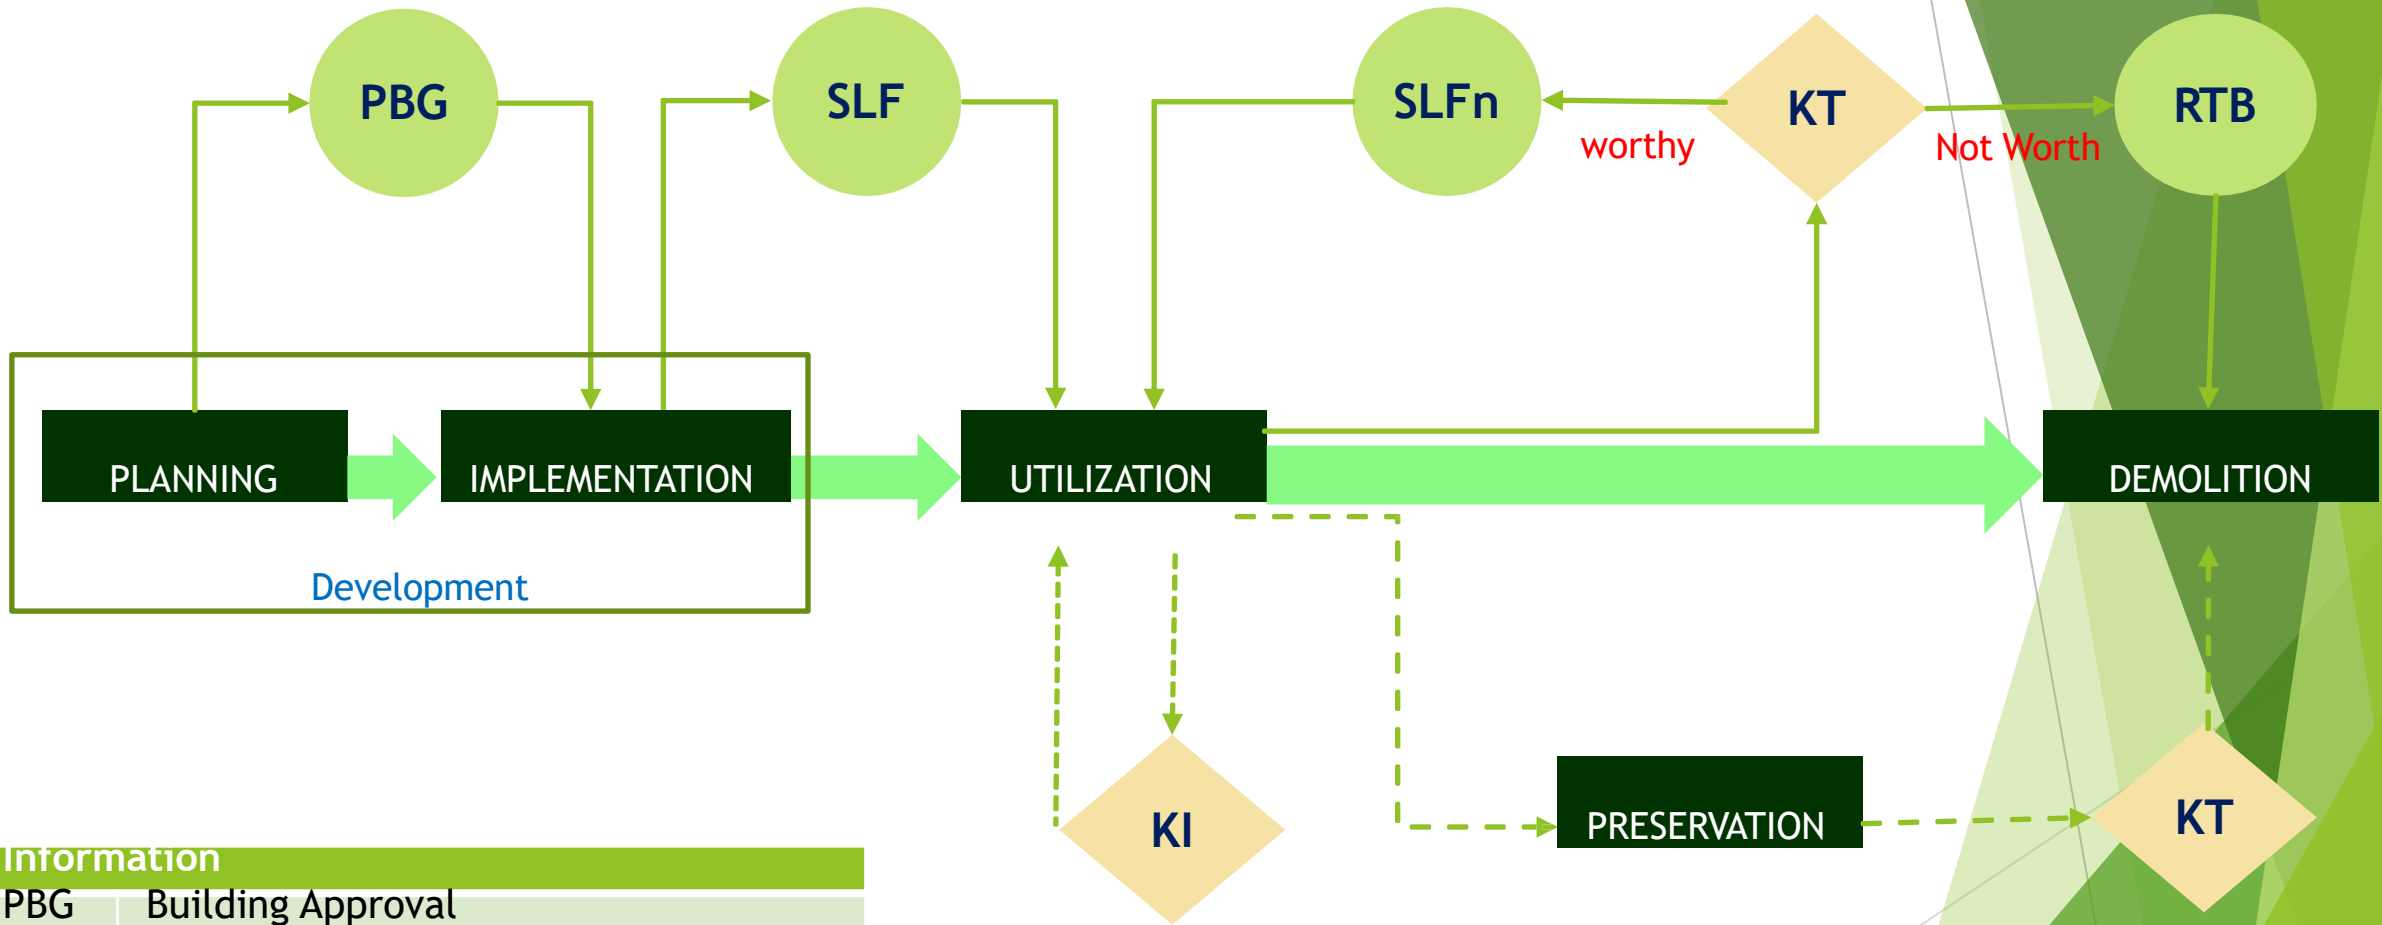 PBG
SLF
SLFn
worthy
KT
Not Worth
RTB
PLANNING
IMPLEMENTATION
UTILIZATION
DEMOLITION
Development
KI
PRESERVATION
KT
Information
PBG Building Approval